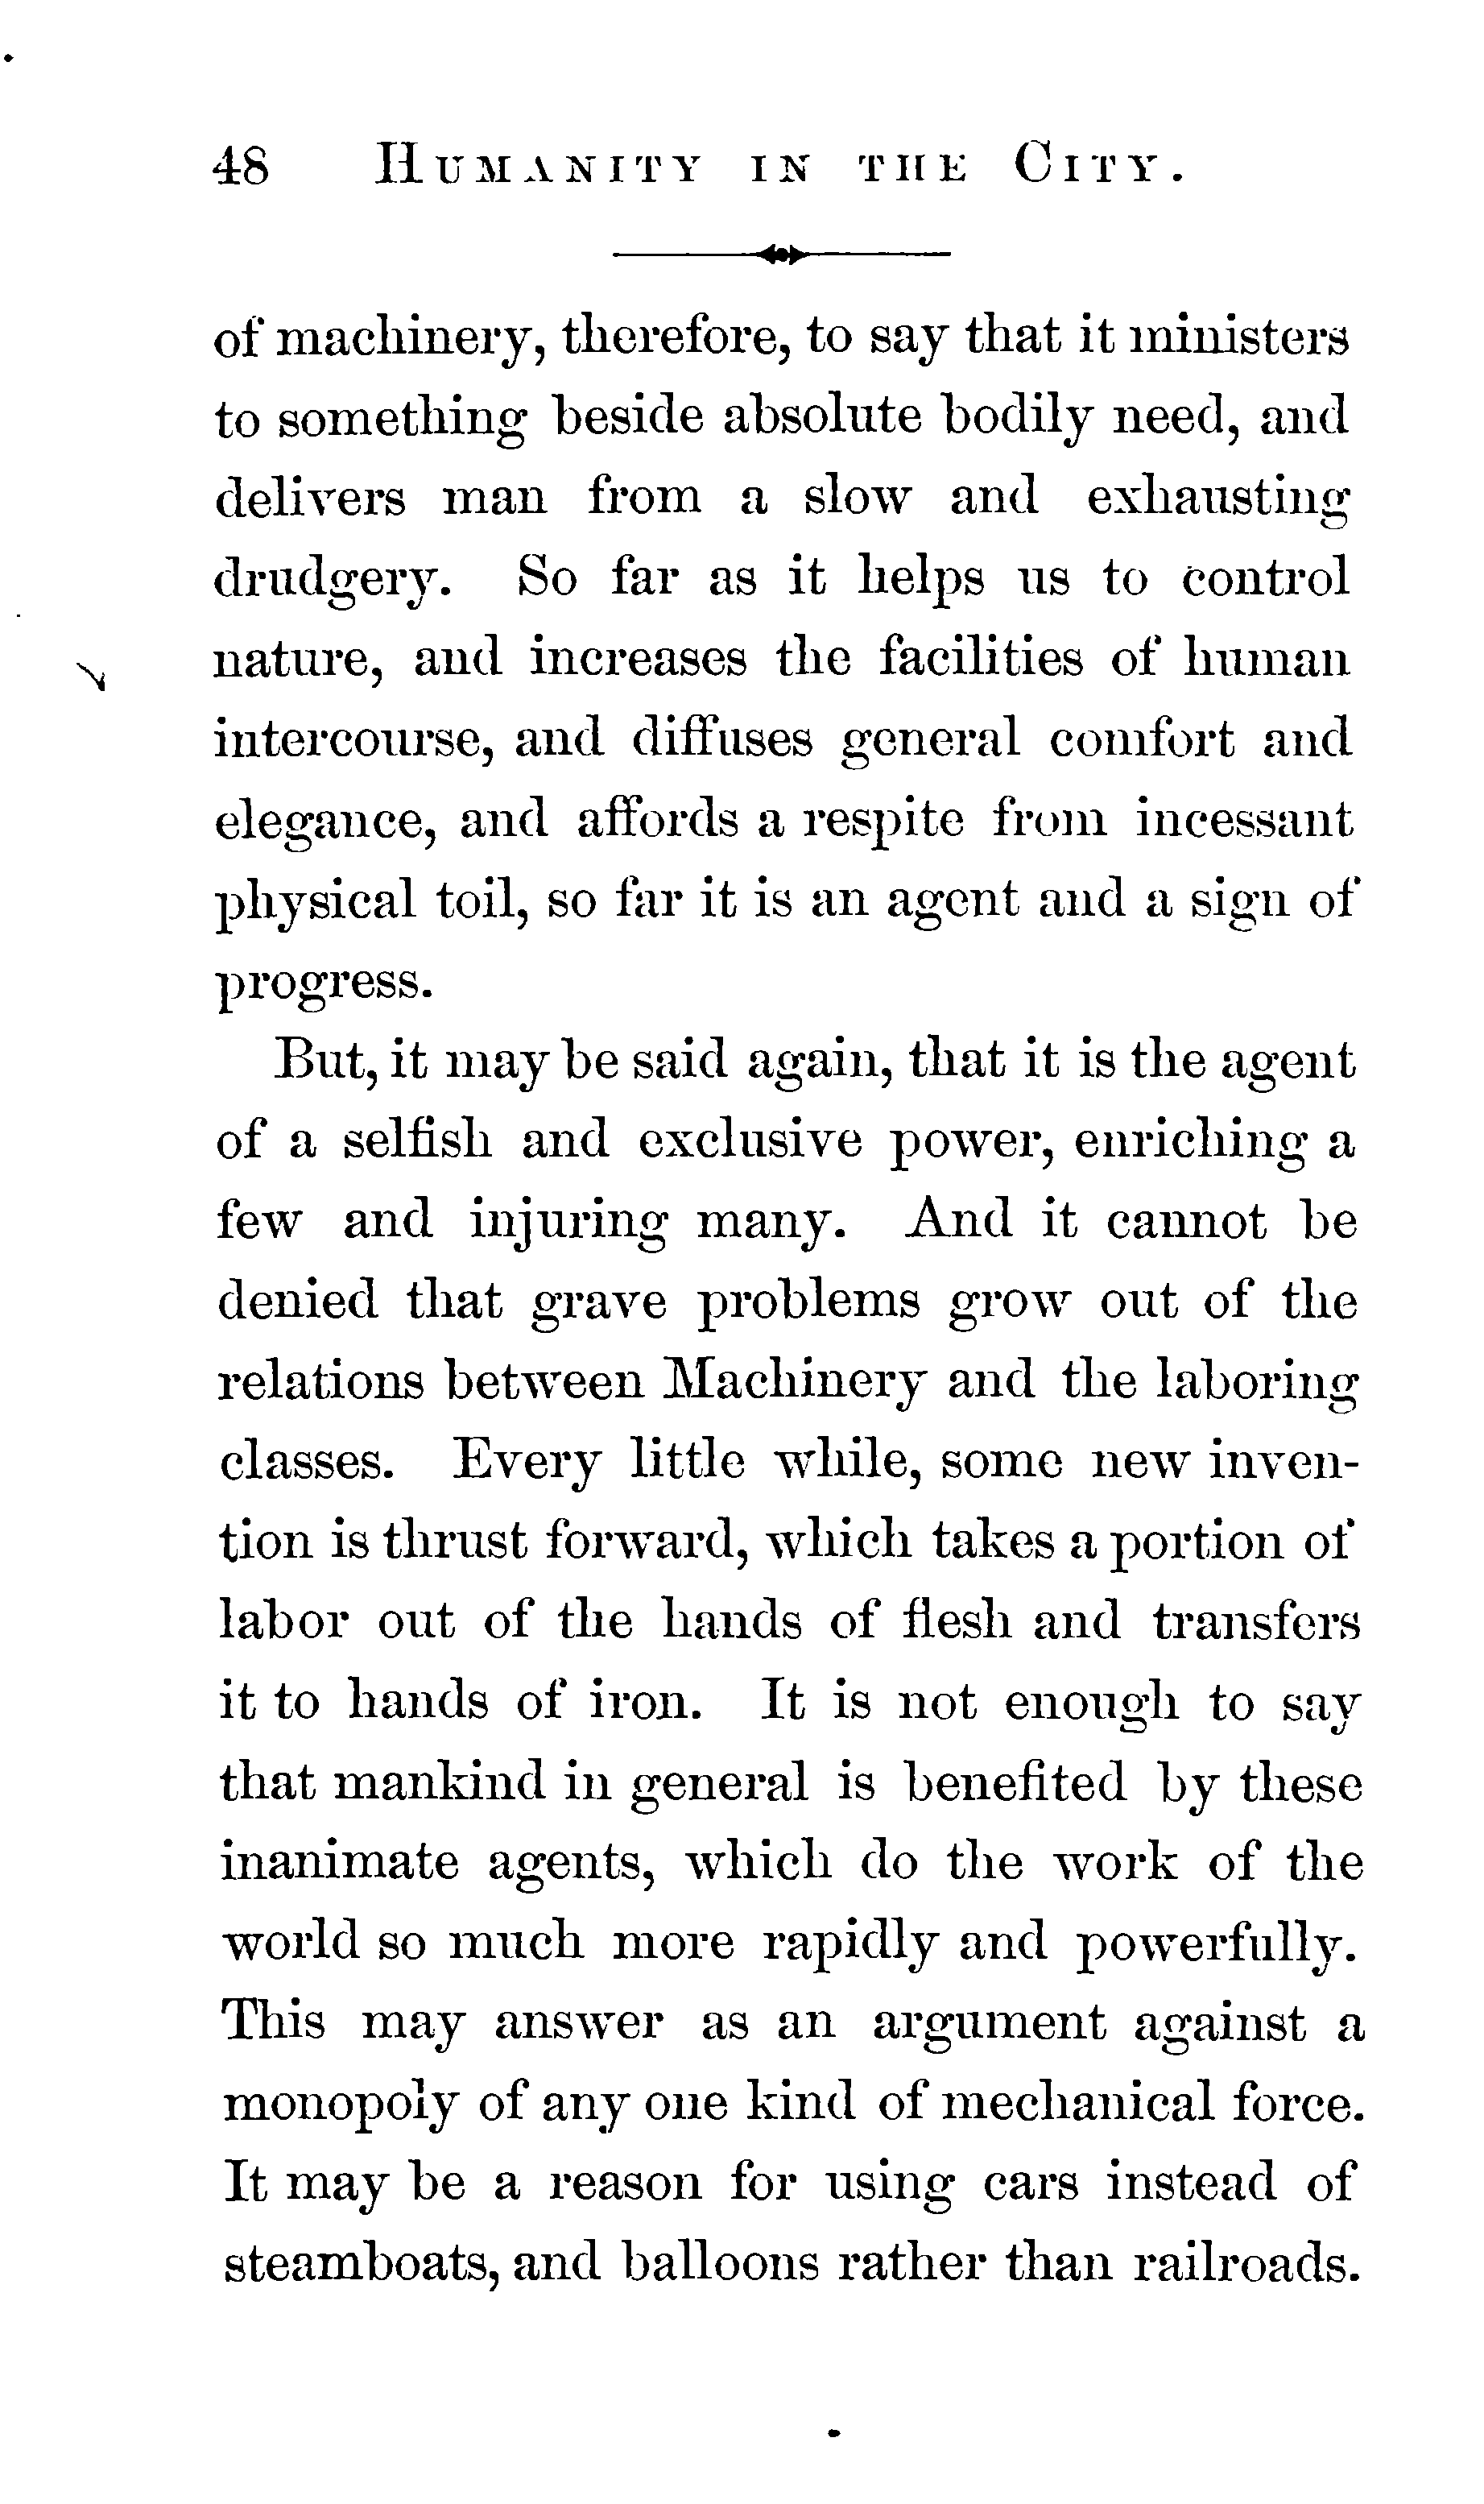 48 Humanity in the City.
of machinery, therefore, to say that it ministers
to something beside absolute bodily need, and
delivers man from a slow and exhausting
drudgery. So far as it helps us to control
nature, and increases the facilities of human
intercourse, and diffuses general comfort and
elegance, and affords a respite from incessant
physical toil, so far it is an agent and a sign of
progress.
But, it may be said again, that it is the agent
of a selfish and exclusive power, enriching a
few and injuring many. And it cannot be
denied that grave problems grow out of the
relations between Machinery and the laboring
classes. Every little while, some new inven-
tion is thrust forward, which takes a portion of
labor out of the hands of flesh and transfers
it to hands of iron. It is not enough to say
that mankind in general is benefited by these
inanimate agents, which do the work of the
world so much more rapidly and powerfully.
This may answer as an argument against a
monopoly of any one kind of mechanical force.
It may be a reason for using cars instead of
steamboats, and balloons rather than railroads.